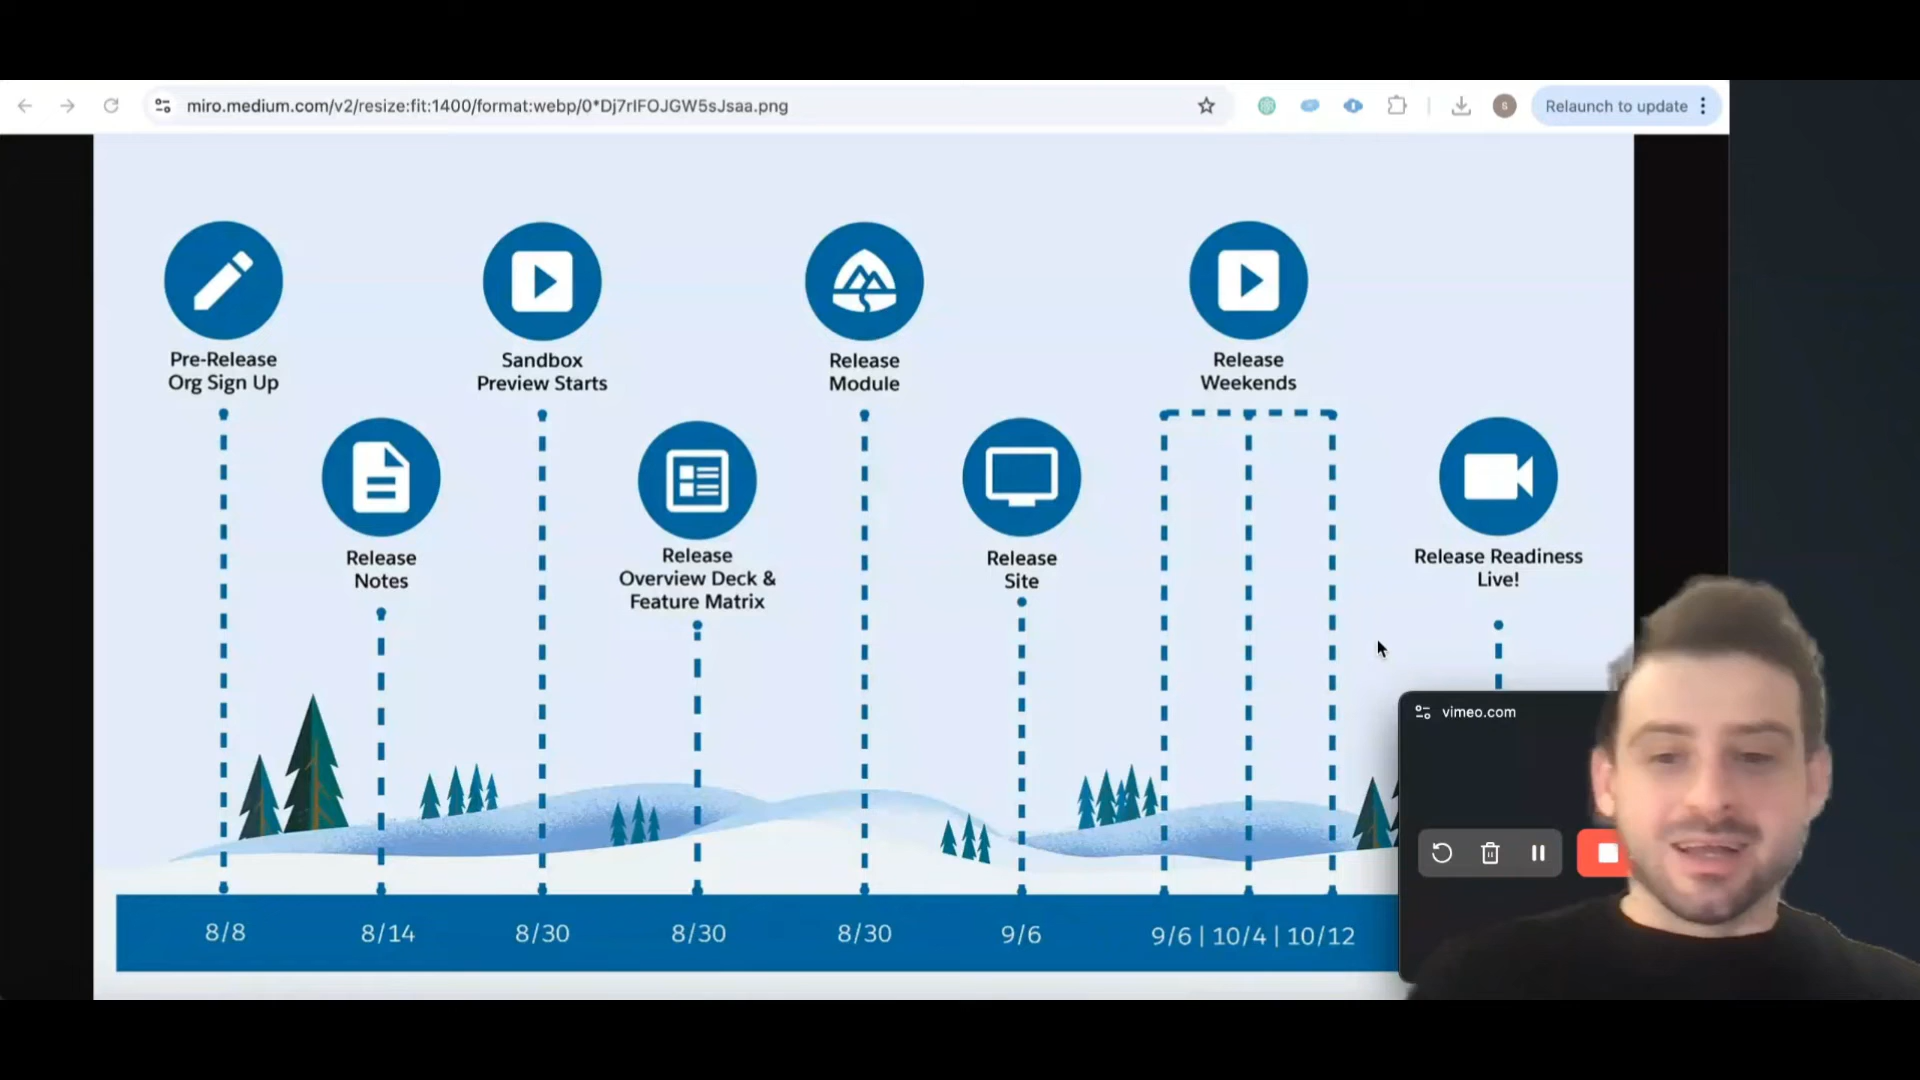 miro.medium.com/v2/resize:fit:1400/format:webp/0*Dj7rIFOJGW5sJsaa.png
S
Relaunch to update
Pre-Release
Org Sign Up
Sandbox
Preview Starts
Release
Module
Release
Weekends
Release
Notes
Release
Overview Deck &
Feature Matrix
Release
Site
Release Readiness
Live!
vimeo.com
8/8
8/14
8/30
8/30
8/30
9/6
9/6 | 10/4 | 10/12